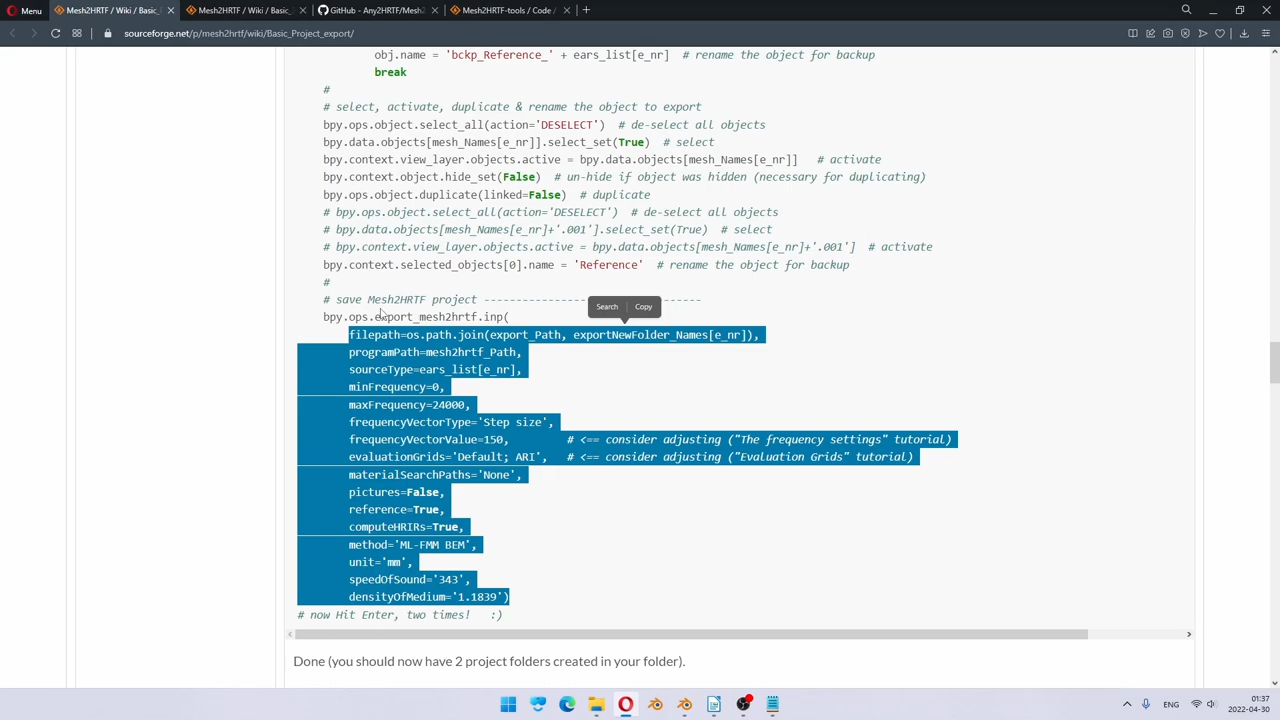 Menu
Mesh2HRTF / Wiki / Basic_
Mesh2HRTF / Wiki / Basic_
GitHub - Any2HRTF/Mesh2
Mesh2HRTF-tools / Code /
sourceforge.net/p/mesh2hrtf/wiki/Basic_Project_export/
obj.name = 'bckp_Reference_' + ears_list[e_nr]  # rename the object for backup
break
#
# select, activate, duplicate & rename the object to export
bpy.ops.object.select_all(action='DESELECT')  # de-select all objects
bpy.data.objects[mesh_Names[e_nr]].select_set(True)  # select
bpy.context.view_layer.objects.active = bpy.data.objects[mesh_Names[e_nr]]   # activate
bpy.context.object.hide_set(False)  # un-hide if object was hidden (necessary for duplicating)
bpy.ops.object.duplicate(linked=False)  # duplicate
# bpy.ops.object.select_all(action='DESELECT')  # de-select all objects
# bpy.data.objects[mesh_Names[e_nr]+'.001'].select_set(True)  # select
# bpy.context.view_layer.objects.active = bpy.data.objects[mesh_Names[e_nr]+'.001']  # activate
bpy.context.selected_objects[0].name = 'Reference'  # rename the object for backup
#
# save Mesh2HRTF project ----------------------------------
Search
Copy
bpy.ops.export_mesh2hrtf.inp(
filepath=os.path.join(export_Path, exportNewFolder_Names[e_nr]),
programPath=mesh2hrtf_Path,
sourceType=ears_list[e_nr],
minFrequency=0,
maxFrequency=24000,
frequencyVectorType='Step size',
frequencyVectorValue=150,         # <== consider adjusting ("The frequency settings" tutorial)
evaluationGrids='Default; ARI',   # <== consider adjusting ("Evaluation Grids" tutorial)
materialSearchPaths='None',
pictures=False,
reference=True,
computeHRIRs=True,
method='ML-FMM BEM',
unit='mm',
speedOfSound='343',
densityOfMedium='1.1839')
# now Hit Enter, two times!   :)
Done (you should now have 2 project folders created in your folder).
ENG
01:37
2022-04-30